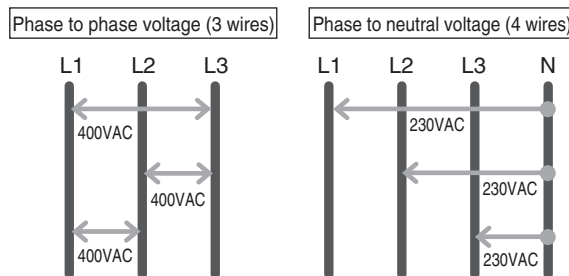 Phase to phase voltage (3 wires)
L1 L2 L3
400VAC
400VAC
400VAC
Phase to neutral voltage (4 wires)
L1 L2 L3 N
230VAC
230VAC
230VAC